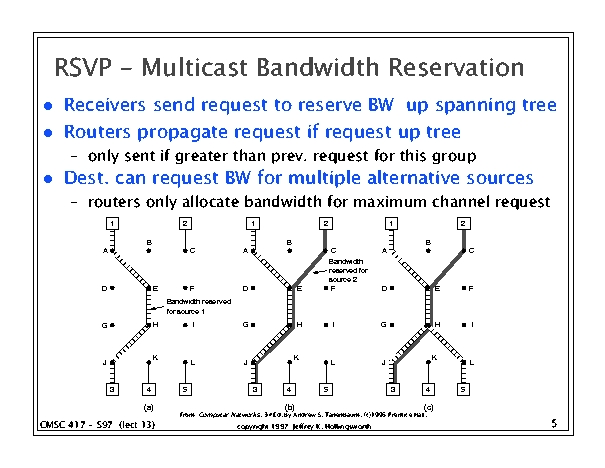 RSVP – Multicast Bandwidth Reservation
● Receivers send request to reserve BW up spanning tree
● Routers propagate request if request up tree
– only sent if greater than prev. request for this group
● Dest. can request BW for multiple alternative sources
– routers only allocate bandwidth for maximum channel request
1 2 1 2 1 2
B B B
A C A C A C
Bandwidth
reserved for
source 2
D E F D E F D E F
Bandwidth reserved
for source 1
G H I G H I G H I
K K K
J L J L J L
3 4 5 3 4 5 3 4 5
(a) (b) (c)
From: Computer Networks, 3rd Ed. by Andrew S. Tanenbaum, (c)1996 Prentice Hall.
CMSC 417 - S97 (lect 13)
copyright 1997 Jeffrey K. Hollingsworth
5